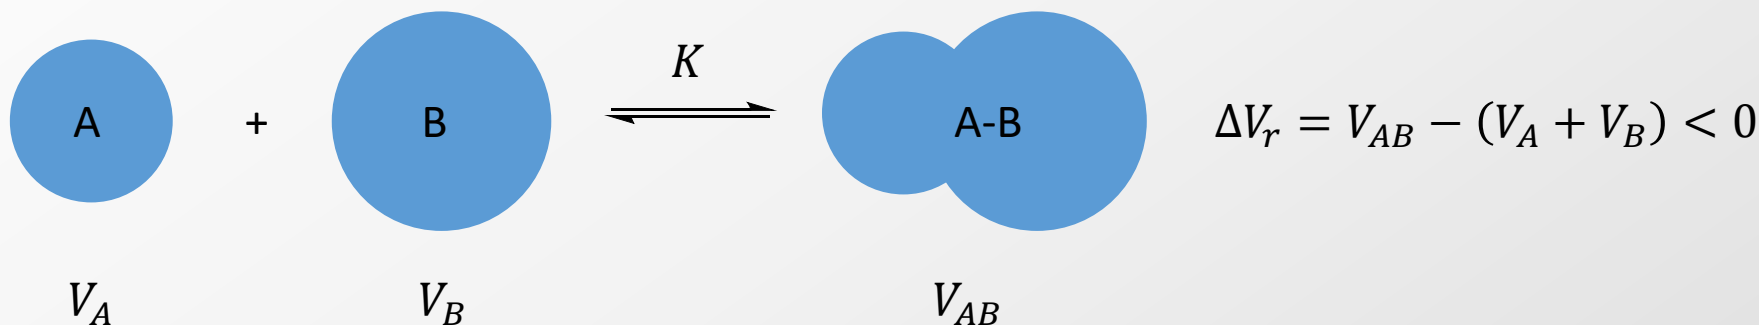 K
A + B ⇌ A-B ΔV_r = V_AB − (V_A + V_B) < 0
V_A V_B V_AB